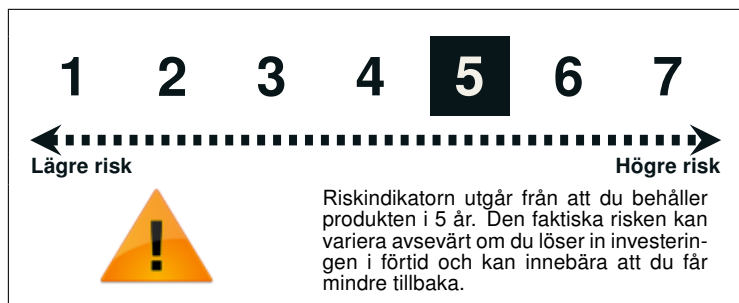 1 2 3 4 5 6 7
Lägre risk Högre risk
Riskindikatorn utgår från att du behåller
produkten i 5 år. Den faktiska risken kan
variera avsevärt om du löser in investerin-
gen i förtid och kan innebära att du får
mindre tillbaka.